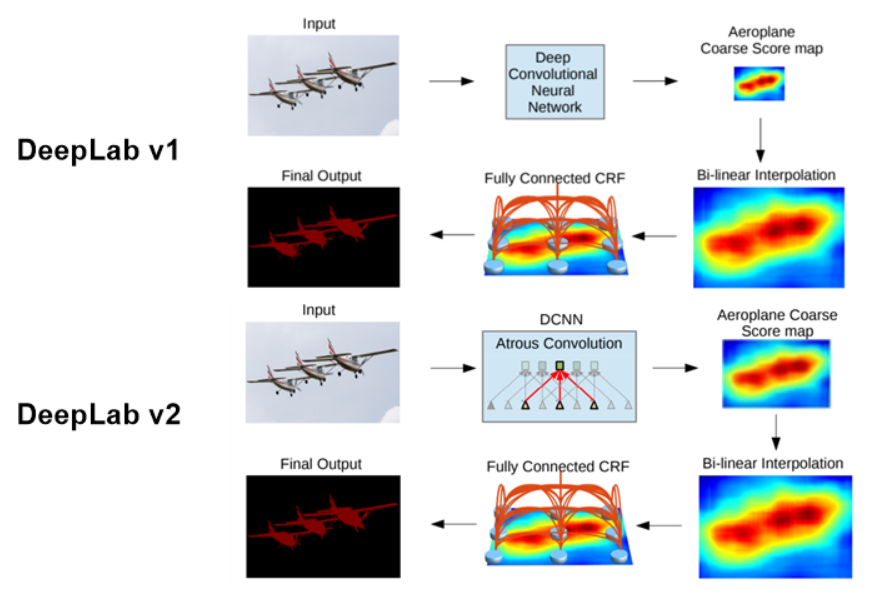 Input
Deep
Convolutional
Neural
Network
Aeroplane
Coarse Score map
DeepLab v1
Final Output
Fully Connected CRF
Bi-linear Interpolation
Input
DCNN
Atrous Convolution
Aeroplane Coarse
Score map
DeepLab v2
Final Output
Fully Connected CRF
Bi-linear Interpolation